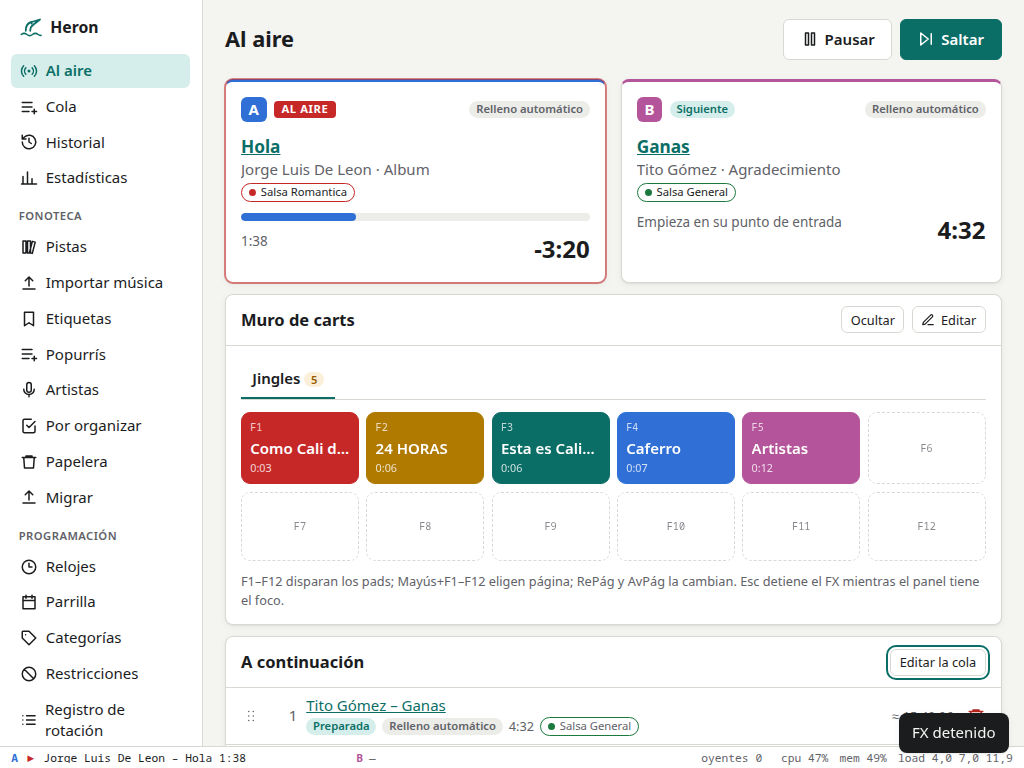 Heron
Al aire
Cola
Historial
Estadísticas
FONOTECA
Pistas
Importar música
Etiquetas
Popurrís
Artistas
Por organizar
Papelera
Migrar
PROGRAMACIÓN
Relojes
Parrilla
Categorías
Restricciones
Registro de
rotación
Al aire
Pausar
Saltar
A AL AIRE Relleno automático
Hola
Jorge Luis De Leon · Album
Salsa Romantica
1:38
-3:20
B Siguiente Relleno automático
Ganas
Tito Gómez · Agradecimiento
Salsa General
Empieza en su punto de entrada
4:32
Muro de carts
Ocultar
Editar
Jingles 5
F1
Como Cali d...
0:03
F2
24 HORAS
0:06
F3
Esta es Cali...
0:06
F4
Caferro
0:07
F5
Artistas
0:12
F6
F7
F8
F9
F10
F11
F12
F1–F12 disparan los pads; Mayús+F1–F12 eligen página; RePág y AvPág la cambian. Esc detiene el FX mientras el panel tiene
el foco.
A continuación
Editar la cola
1 Tito Gómez – Ganas
Preparada Relleno automático 4:32 Salsa General
FX detenido
A Jorge Luis De Leon – Hola 1:38
B —
oyentes 0 cpu 47% mem 49% load 4,0 7,0 11,9